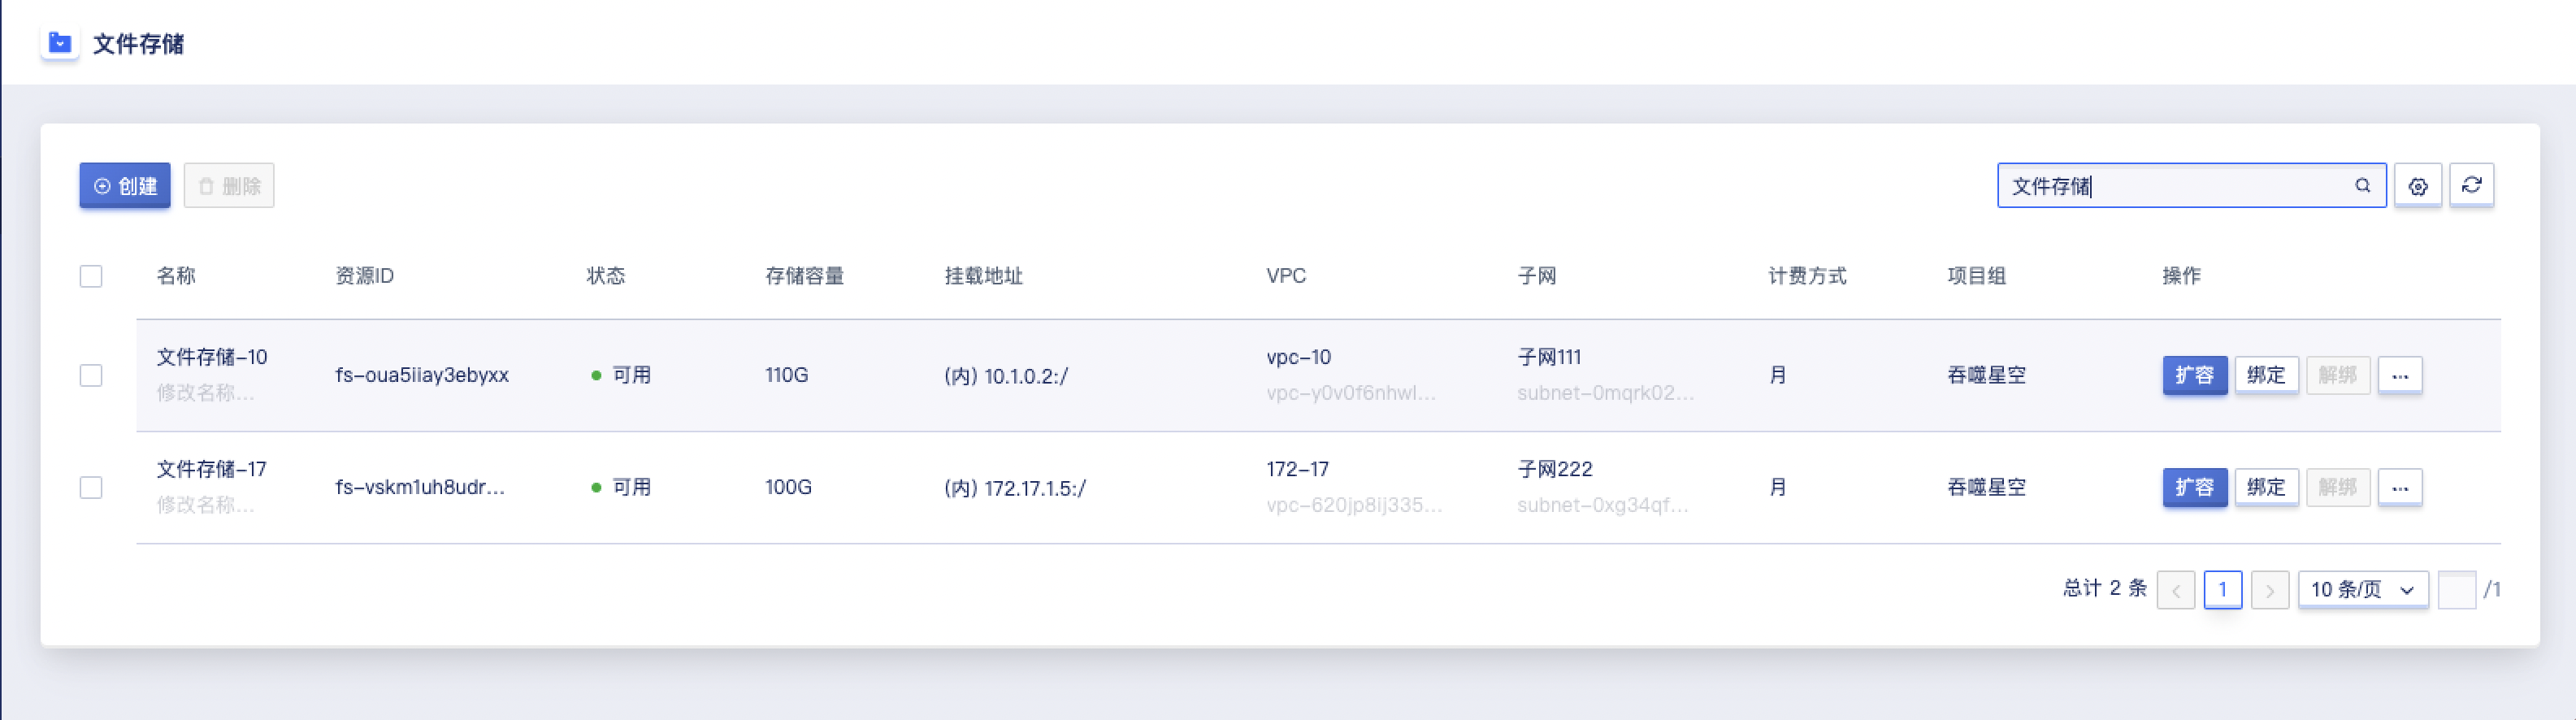 文件存储
创建 删除 文件存储
名称 资源ID 状态 存储容量 挂载地址 VPC 子网 计费方式 项目组 操作
文件存储-10 vpc-10 子网111
fs-oua5iiay3ebyxx 可用 110G (内) 10.1.0.2:/ 月 吞噬星空 扩容 绑定 解绑 ...
修改名称... vpc-y0v0f6nhwl... subnet-0mqrk02...
文件存储-17 172-17 子网222
fs-vskm1uh8udr... 可用 100G (内) 172.17.1.5:/ 月 吞噬星空 扩容 绑定 解绑 ...
修改名称... vpc-620jp8ij335... subnet-0xg34qf...
总计 2 条 < 1 > 10 条/页 /1